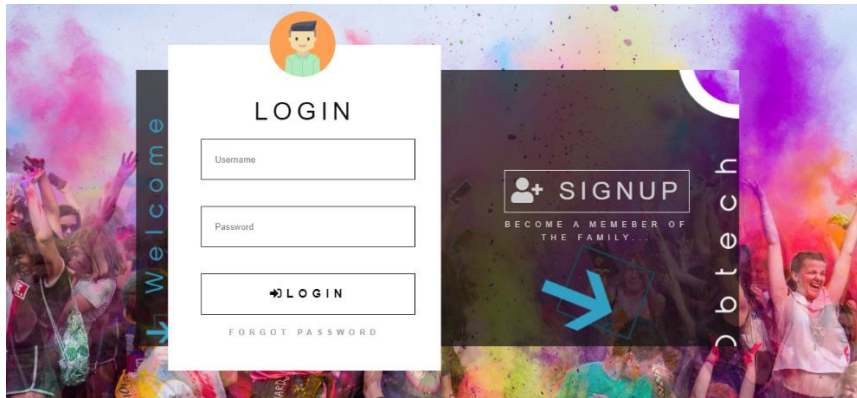 Welcome
LOGIN
Username
Password
LOGIN
FORGOT PASSWORD
SIGNUP
BECOME A MEMEBER OF
THE FAMILY...
Obtech